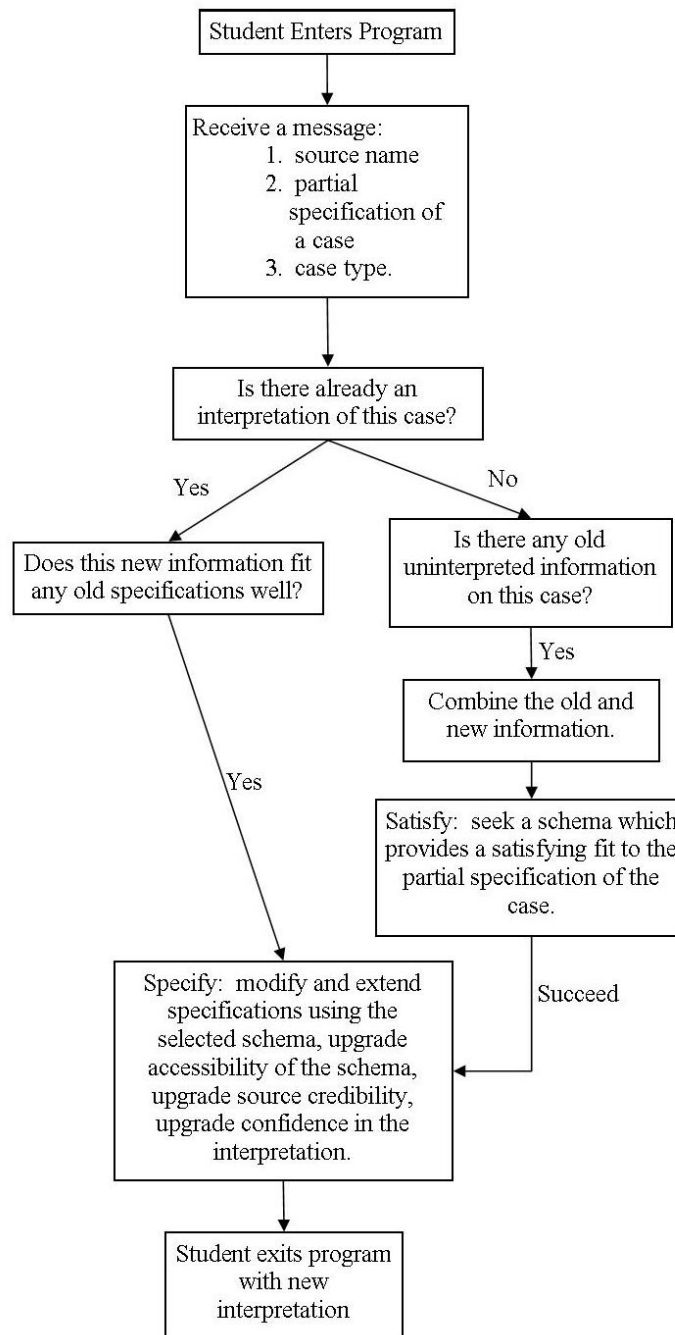 Student Enters Program
Receive a message:
1. source name
2. partial
specification of
a case
3. case type.
Is there already an
interpretation of this case?
Yes
No
Does this new information fit
any old specifications well?
Is there any old
uninterpreted information
on this case?
Yes
Combine the old and
new information.
Yes
Satisfy: seek a schema which
provides a satisfying fit to the
partial specification of the
case.
Succeed
Specify: modify and extend
specifications using the
selected schema, upgrade
accessibility of the schema,
upgrade source credibility,
upgrade confidence in the
interpretation.
Student exits program
with new
interpretation